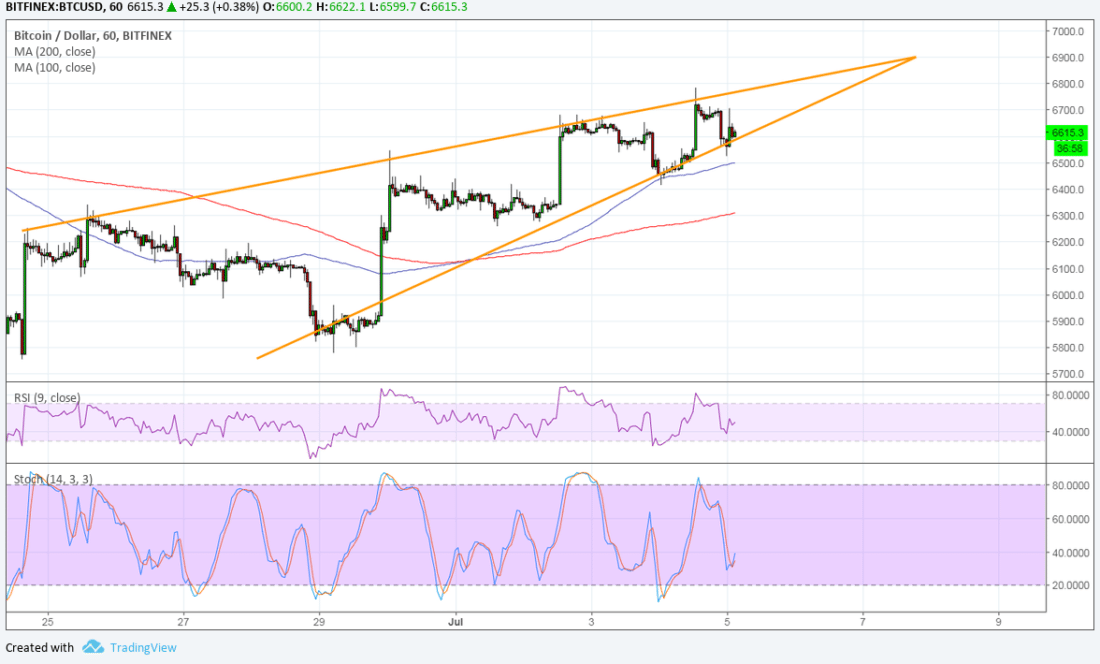 BITFINEX:BTCUSD, 60 6615.3 ▲ +25.3 (+0.38%) O:6600.2 H:6622.1 L:6599.7 C:6615.3
Bitcoin / Dollar, 60, BITFINEX
MA (200, close)
MA (100, close)
7000.0
6900.0
6800.0
6700.0
6615.3
36:58
6500.0
6400.0
6300.0
6200.0
6100.0
6000.0
5900.0
5800.0
5700.0
RSI (9, close)
80.0000
40.0000
Stoch (14, 3, 3)
80.0000
60.0000
40.0000
20.0000
25 27 29 Jul 3 5 7 9
Created with TradingView